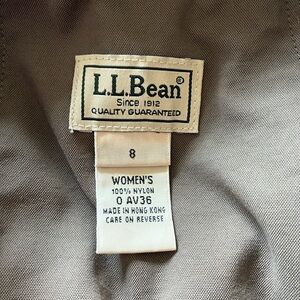 L.L.Bean®
Since 1912
QUALITY GUARANTEED
8
WOMEN'S
100% NYLON
0 AV36
MADE IN HONG KONG
CARE ON REVERSE